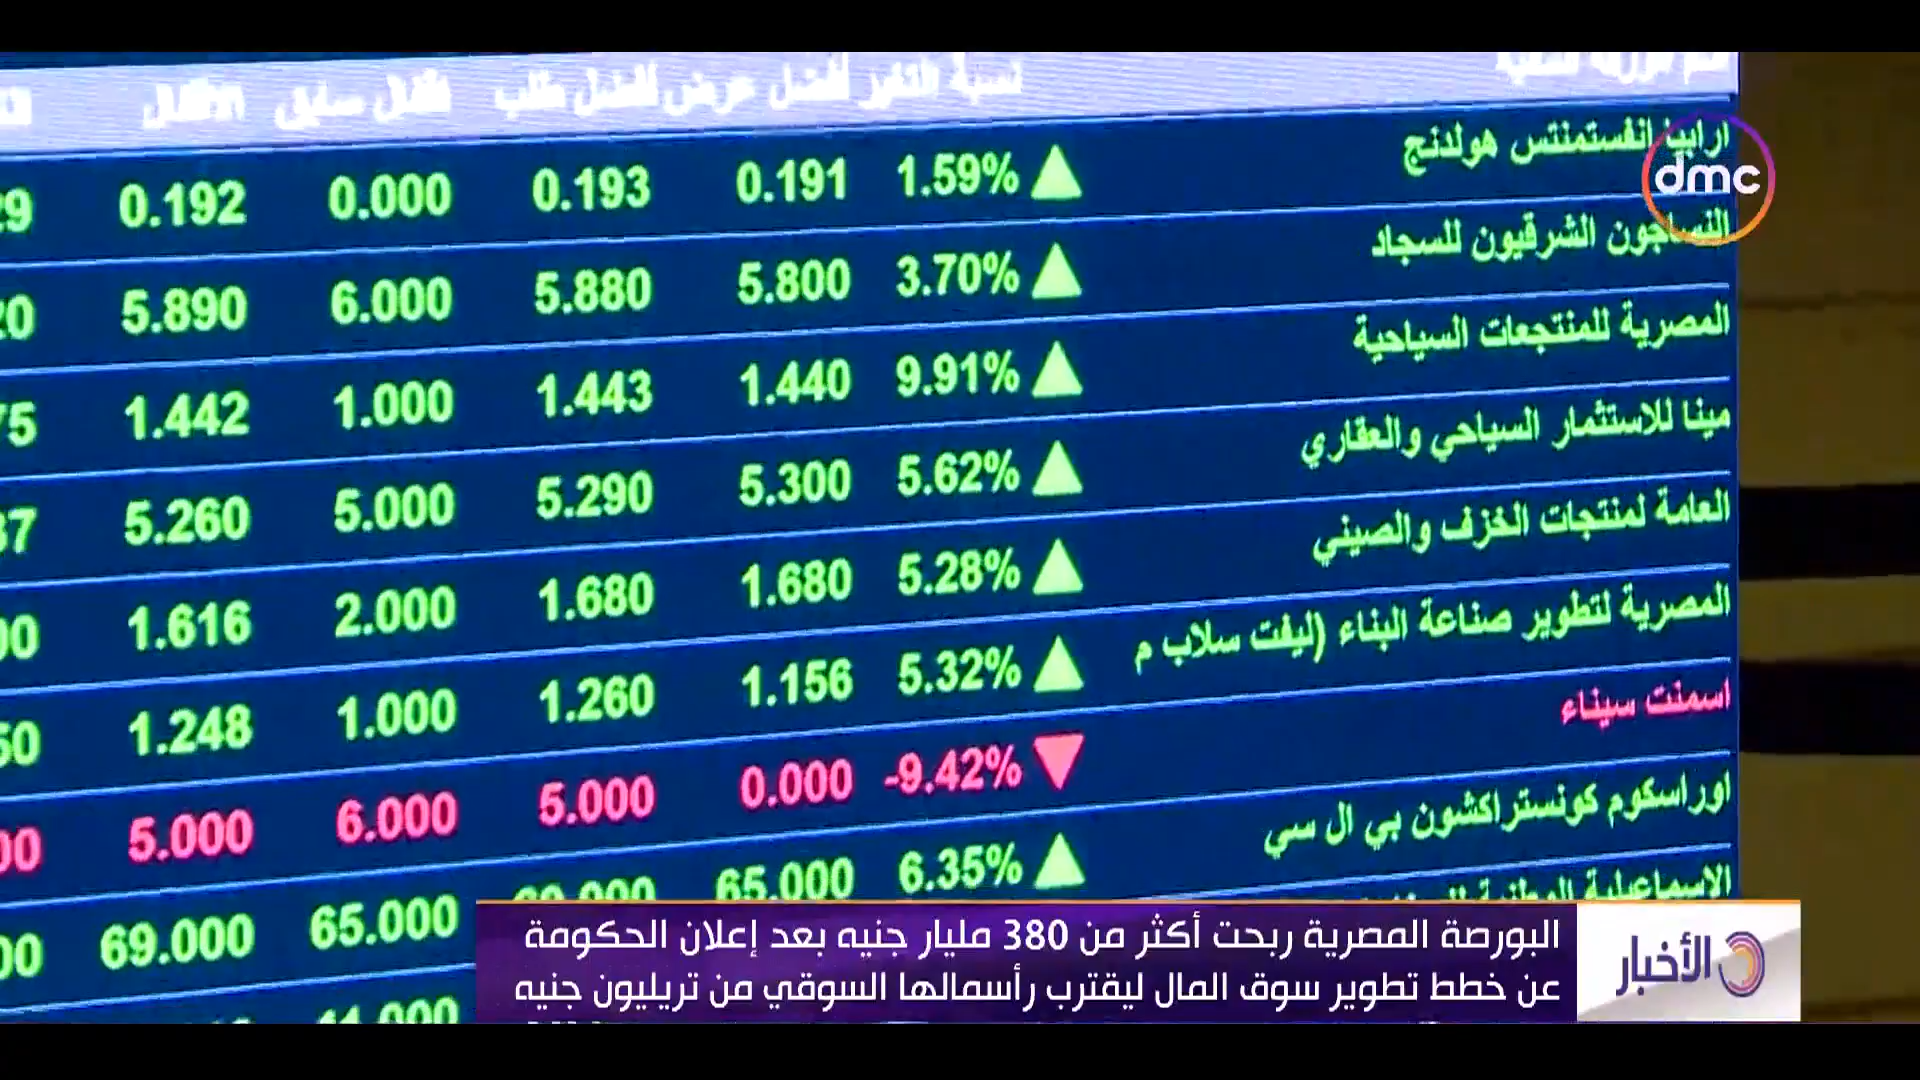 نسبة التغير أفضل عرض أفضل طلب اقفال سابق الاقفال
dmc
ارابيا انفستمنتس هولدنج 1.59% 0.191 0.193 0.000 0.192
النساجون الشرقيون للسجاد 3.70% 5.800 5.880 6.000 5.890
المصرية للمنتجعات السياحية 9.91% 1.440 1.443 1.000 1.442
مينا للاستثمار السياحي والعقاري 5.62% 5.300 5.290 5.000 5.260
العامة لمنتجات الخزف والصيني 5.28% 1.680 1.680 2.000 1.616
المصرية لتطوير صناعة البناء (ليفت سلاب م 5.32% 1.156 1.260 1.000 1.248
اسمنت سيناء -9.42% 0.000 5.000 6.000 5.000
اوراسكوم كونستراكشون بي ال سي 6.35% 65.000 65.000 69.000
الاسماعيلية الوطنية 11.000
الأخبار
البورصة المصرية ربحت أكثر من 380 مليار جنيه بعد إعلان الحكومة
عن خطط تطوير سوق المال ليقترب رأسمالها السوقي من تريليون جنيه